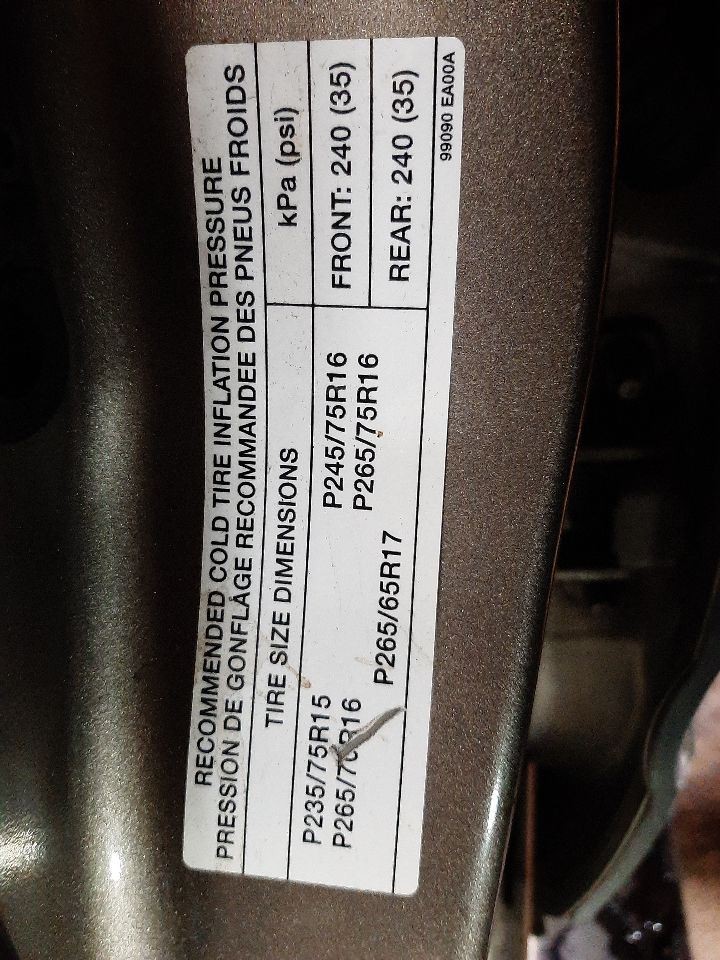 RECOMMENDED COLD TIRE INFLATION PRESSURE
PRESSION DE GONFLAGE RECOMMANDEE DES PNEUS FROIDS
TIRE SIZE DIMENSIONS
kPa (psi)
P235/75R15 P245/75R16
P265/70R16 P265/75R16
P265/65R17
FRONT: 240 (35)
REAR: 240 (35)
99090 EA00A